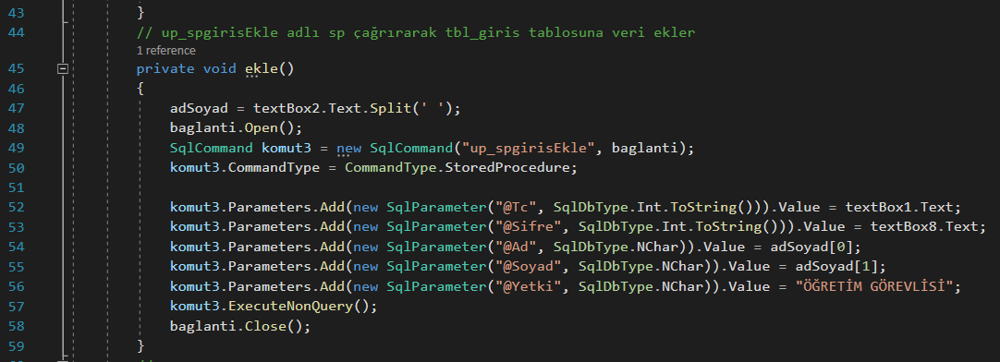 43 }
44 // up_spgirisEkle adlı sp çağrırarak tbl_giris tablosuna veri ekler
1 reference
45 private void ekle()
46 {
47 adSoyad = textBox2.Text.Split(' ');
48 baglanti.Open();
49 SqlCommand komut3 = new SqlCommand("up_spgirisEkle", baglanti);
50 komut3.CommandType = CommandType.StoredProcedure;
51
52 komut3.Parameters.Add(new SqlParameter("@Tc", SqlDbType.Int.ToString())).Value = textBox1.Text;
53 komut3.Parameters.Add(new SqlParameter("@Sifre", SqlDbType.Int.ToString())).Value = textBox8.Text;
54 komut3.Parameters.Add(new SqlParameter("@Ad", SqlDbType.NChar)).Value = adSoyad[0];
55 komut3.Parameters.Add(new SqlParameter("@Soyad", SqlDbType.NChar)).Value = adSoyad[1];
56 komut3.Parameters.Add(new SqlParameter("@Yetki", SqlDbType.NChar)).Value = "ÖĞRETİM GÖREVLİSİ";
57 komut3.ExecuteNonQuery();
58 baglanti.Close();
59 }